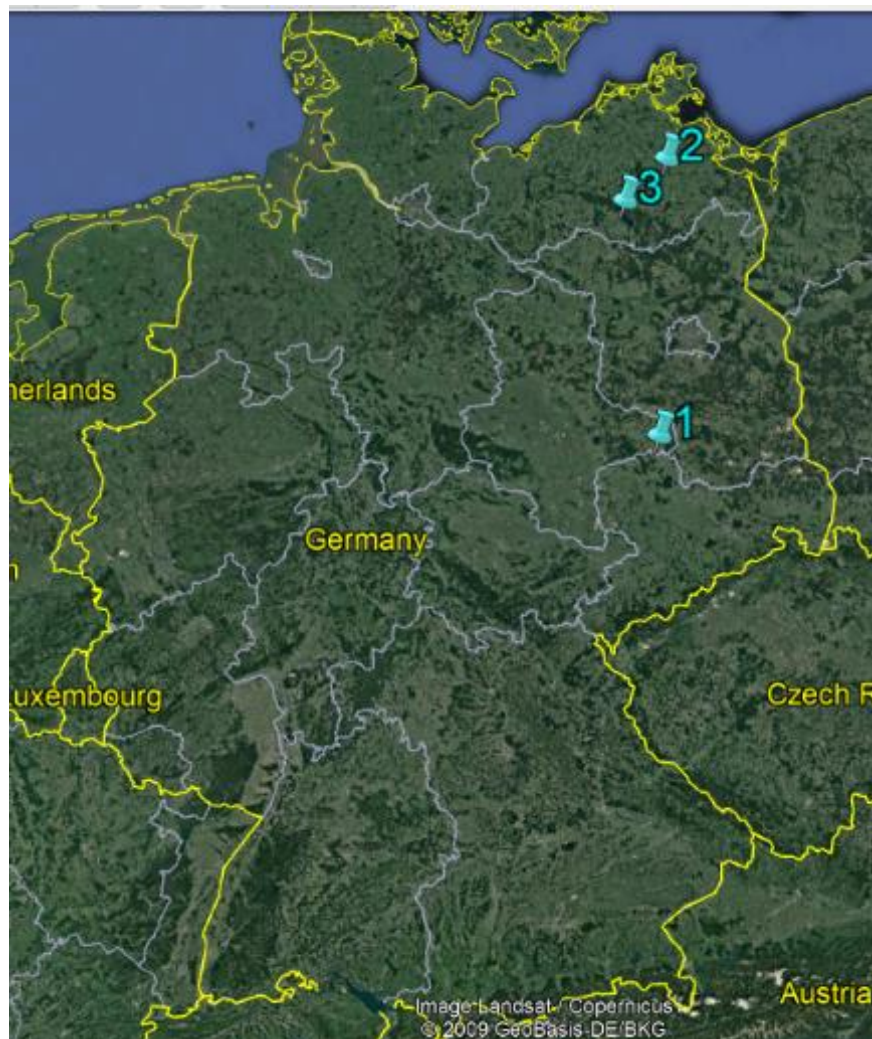 2
3
herlands
1
Germany
uxembourg
Czech R
Austria
Image Landsat / Copernicus
© 2009 GeoBasis-DE/BKG